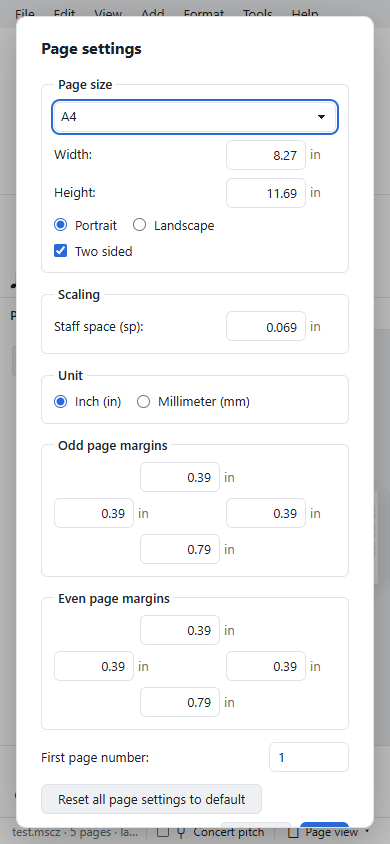 File Edit View Add Format Tools Help
Page settings
Page size
A4
Width: 8.27 in
Height: 11.69 in
Portrait Landscape
Two sided
Scaling
Staff space (sp): 0.069 in
Unit
Inch (in) Millimeter (mm)
Odd page margins
0.39 in
0.39 in 0.39 in
0.79 in
Even page margins
0.39 in
0.39 in 0.39 in
0.79 in
First page number: 1
Reset all page settings to default
test.mscz · 5 pages · la... Concert pitch Page view